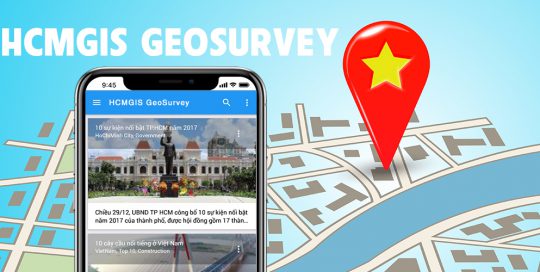 HCMGIS GEOSURVEY
9:45
HCMGIS GeoSurvey
10 sự kiện nổi bật TP.HCM năm 2017
HoChiMinh City, Government
Chiều 29/12, UBND TP HCM công bố 10 sự kiện nổi bật
năm 2017 của thành phố, được hội đồng gồm 17 thàn...
10 cây cầu nổi tiếng ở Việt Nam
VietNam, Top 10, Construction